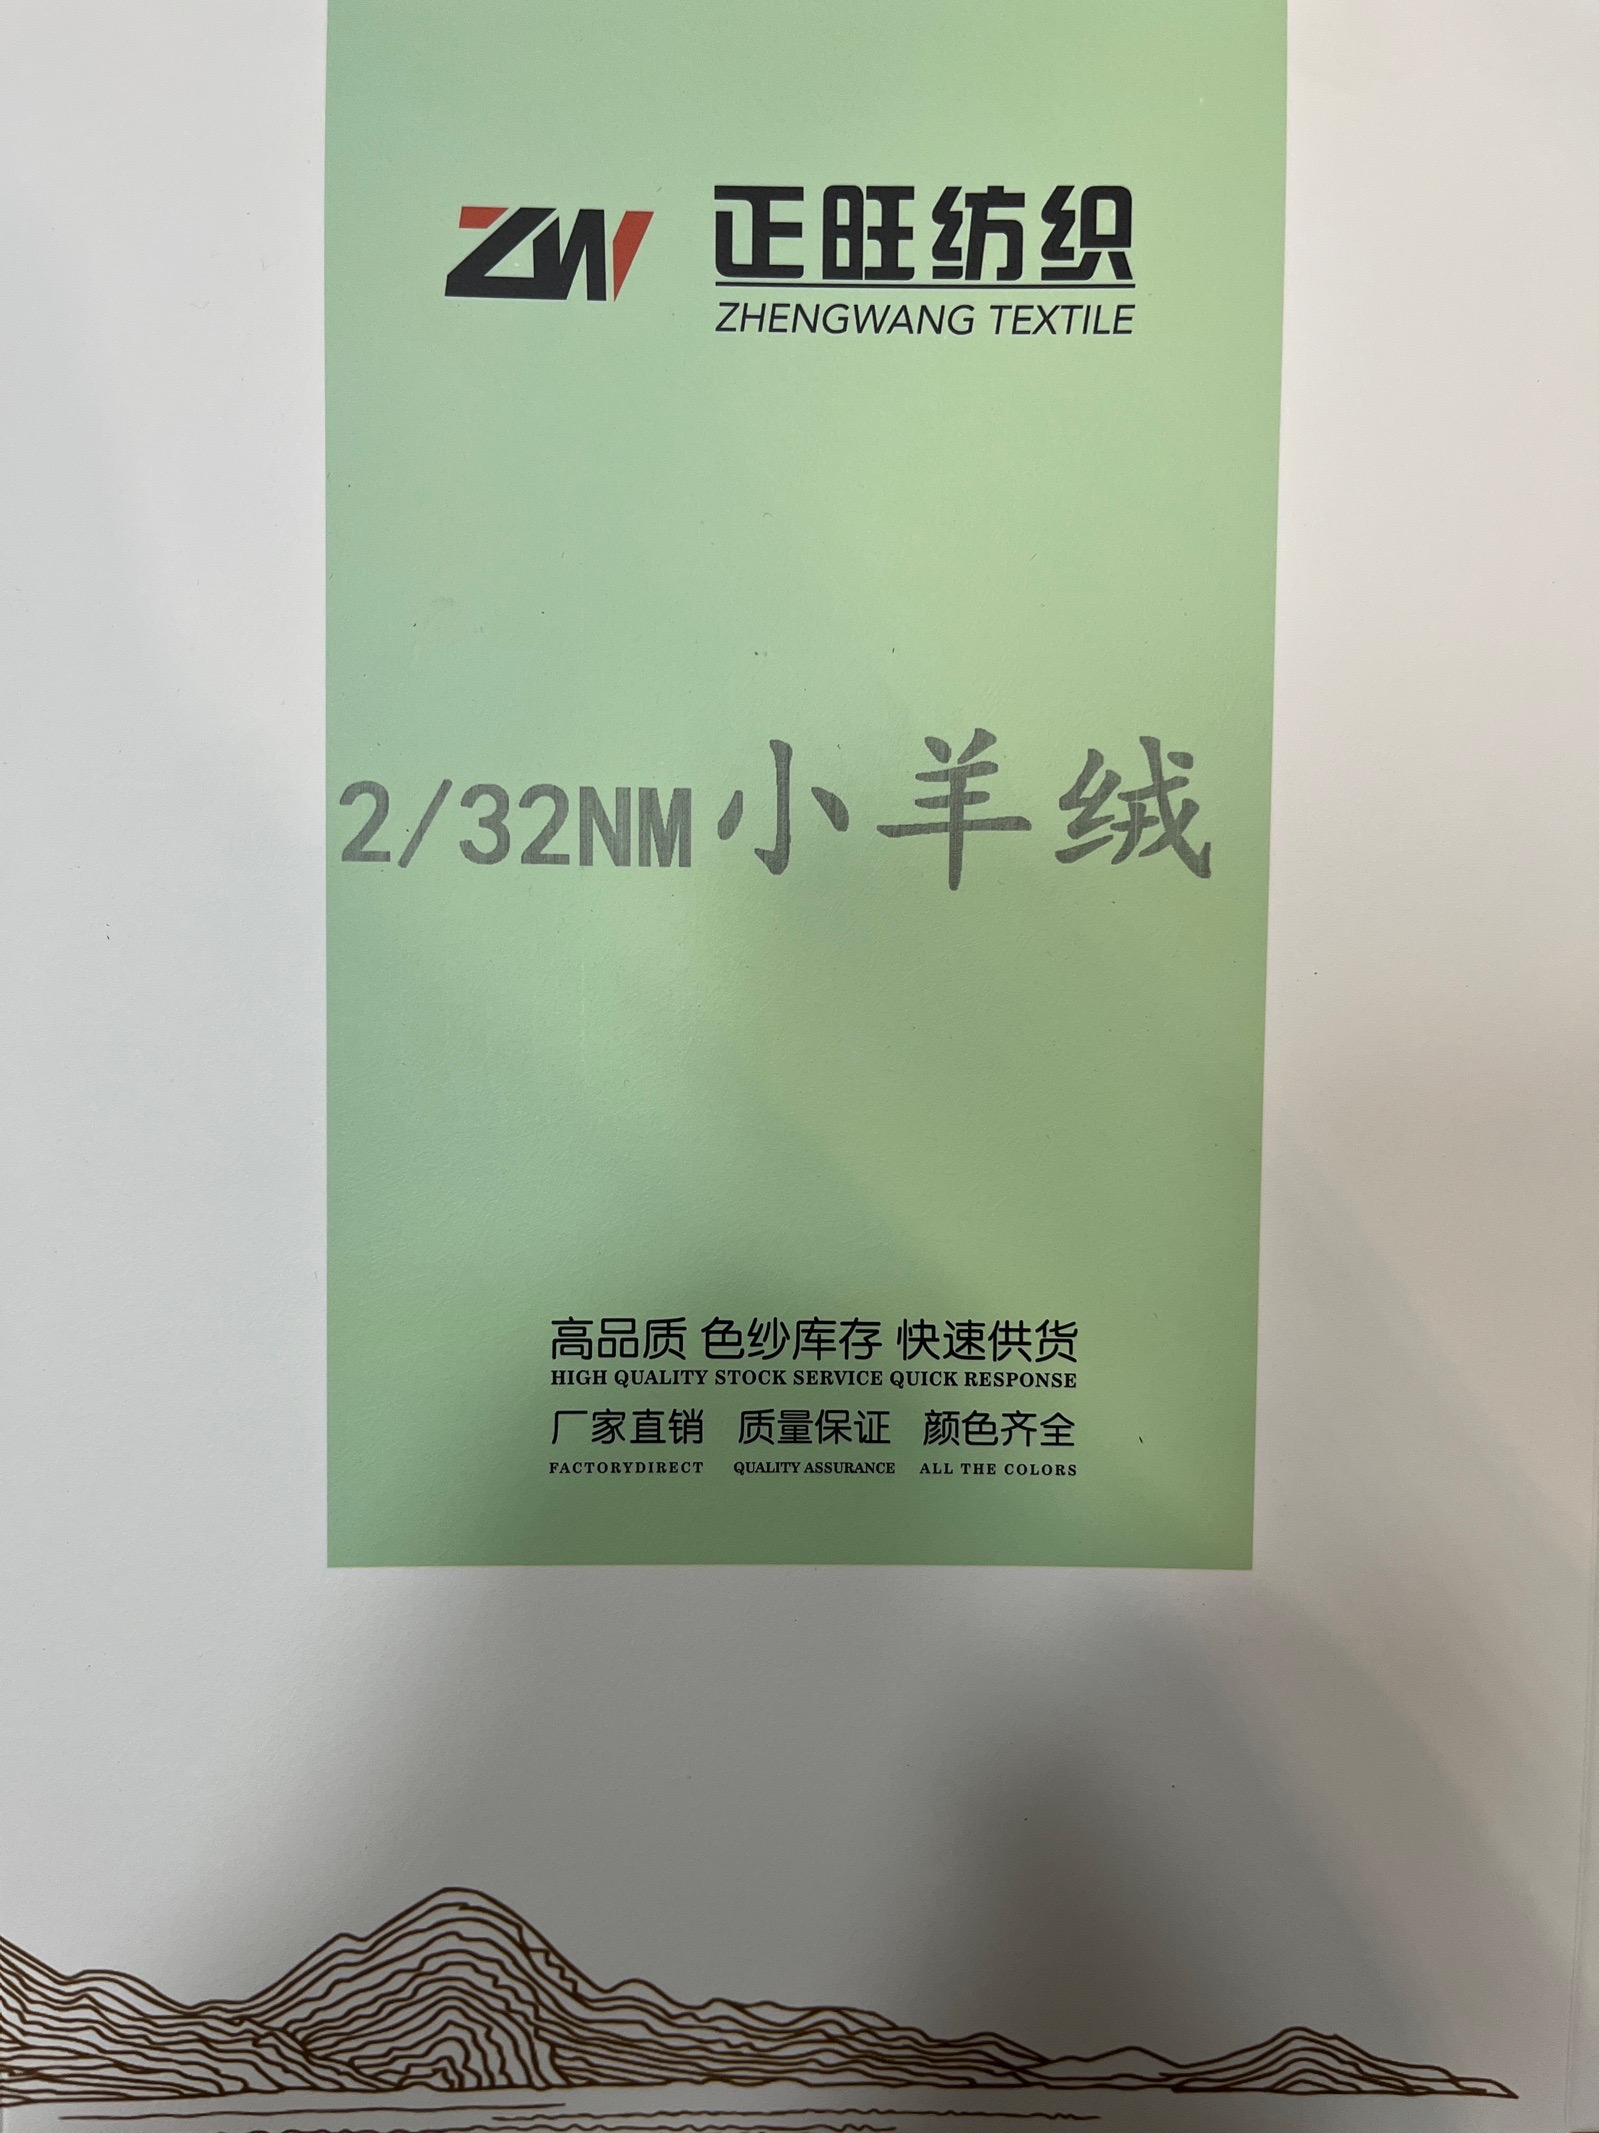 ZW 正旺纺织
ZHENGWANG TEXTILE
2/32NM小羊绒
高品质 色纱库存 快速供货
HIGH QUALITY STOCK SERVICE QUICK RESPONSE
厂家直销 质量保证 颜色齐全
FACTORYDIRECT QUALITY ASSURANCE ALL THE COLORS